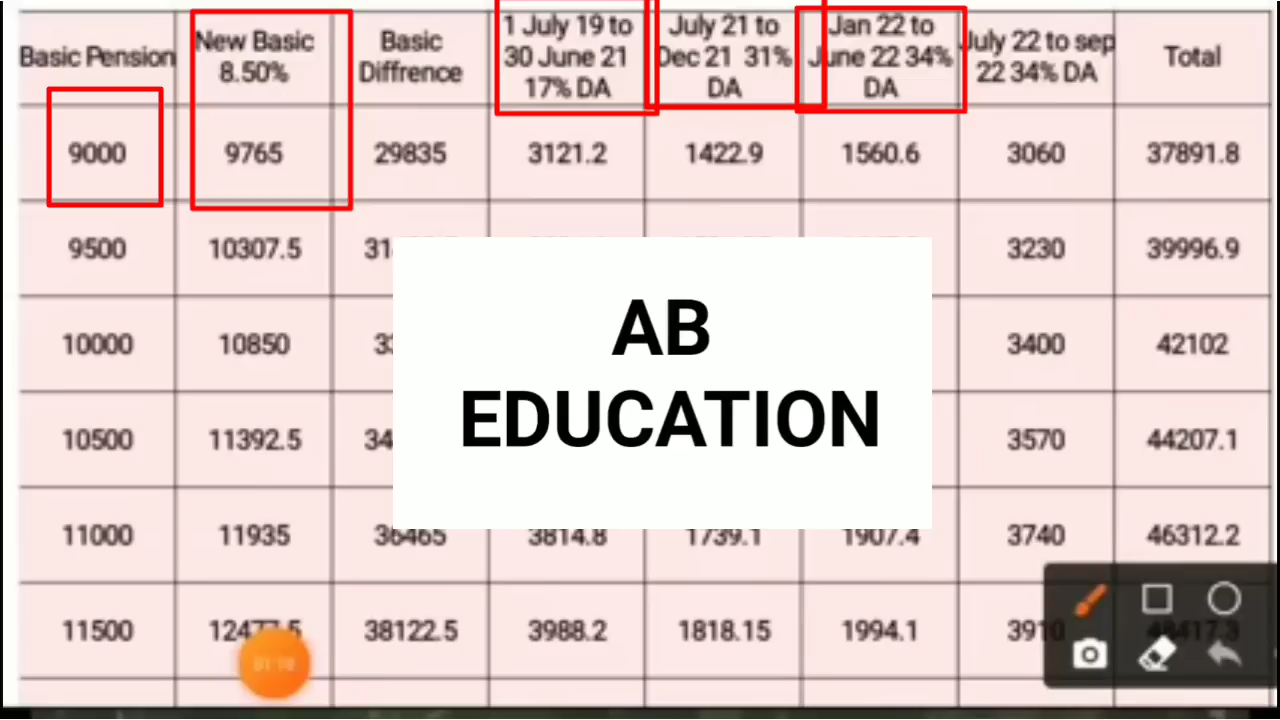 Basic Pension New Basic 8.50% Basic Diffrence 1 July 19 to 30 June 21 17% DA July 21 to Dec 21 31% DA Jan 22 to June 22 34% DA July 22 to sep 22 34% DA Total
9000 9765 29835 3121.2 1422.9 1560.6 3060 37891.8
9500 10307.5 3230 39996.9
10000 10850 3400 42102
10500 11392.5 3570 44207.1
11000 11935 36465 3814.8 1739.1 1907.4 3740 46312.2
11500 38122.5 3988.2 1818.15 1994.1 3910 48417.3
AB
EDUCATION